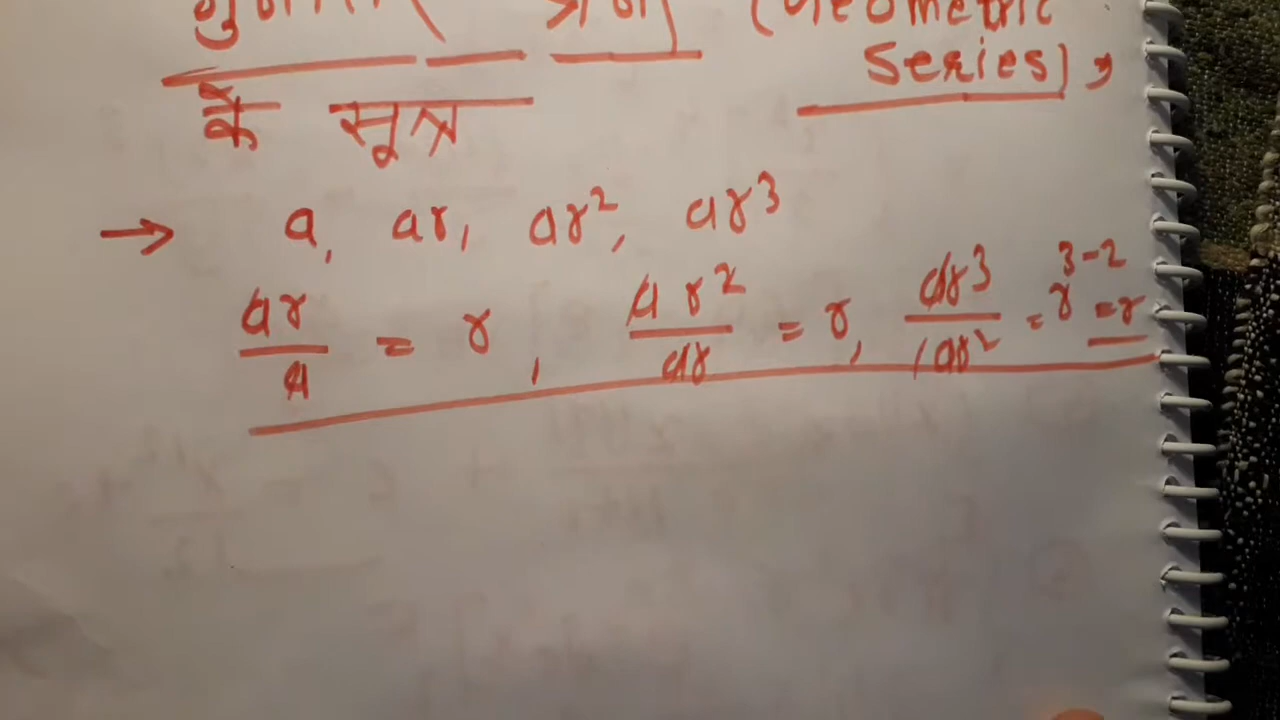 (Geometric
Series),
के सूत्र
→ a, ar, ar², ar³
ar/a = r, ar²/ar = r, ar³/ar² = r³⁻² = r